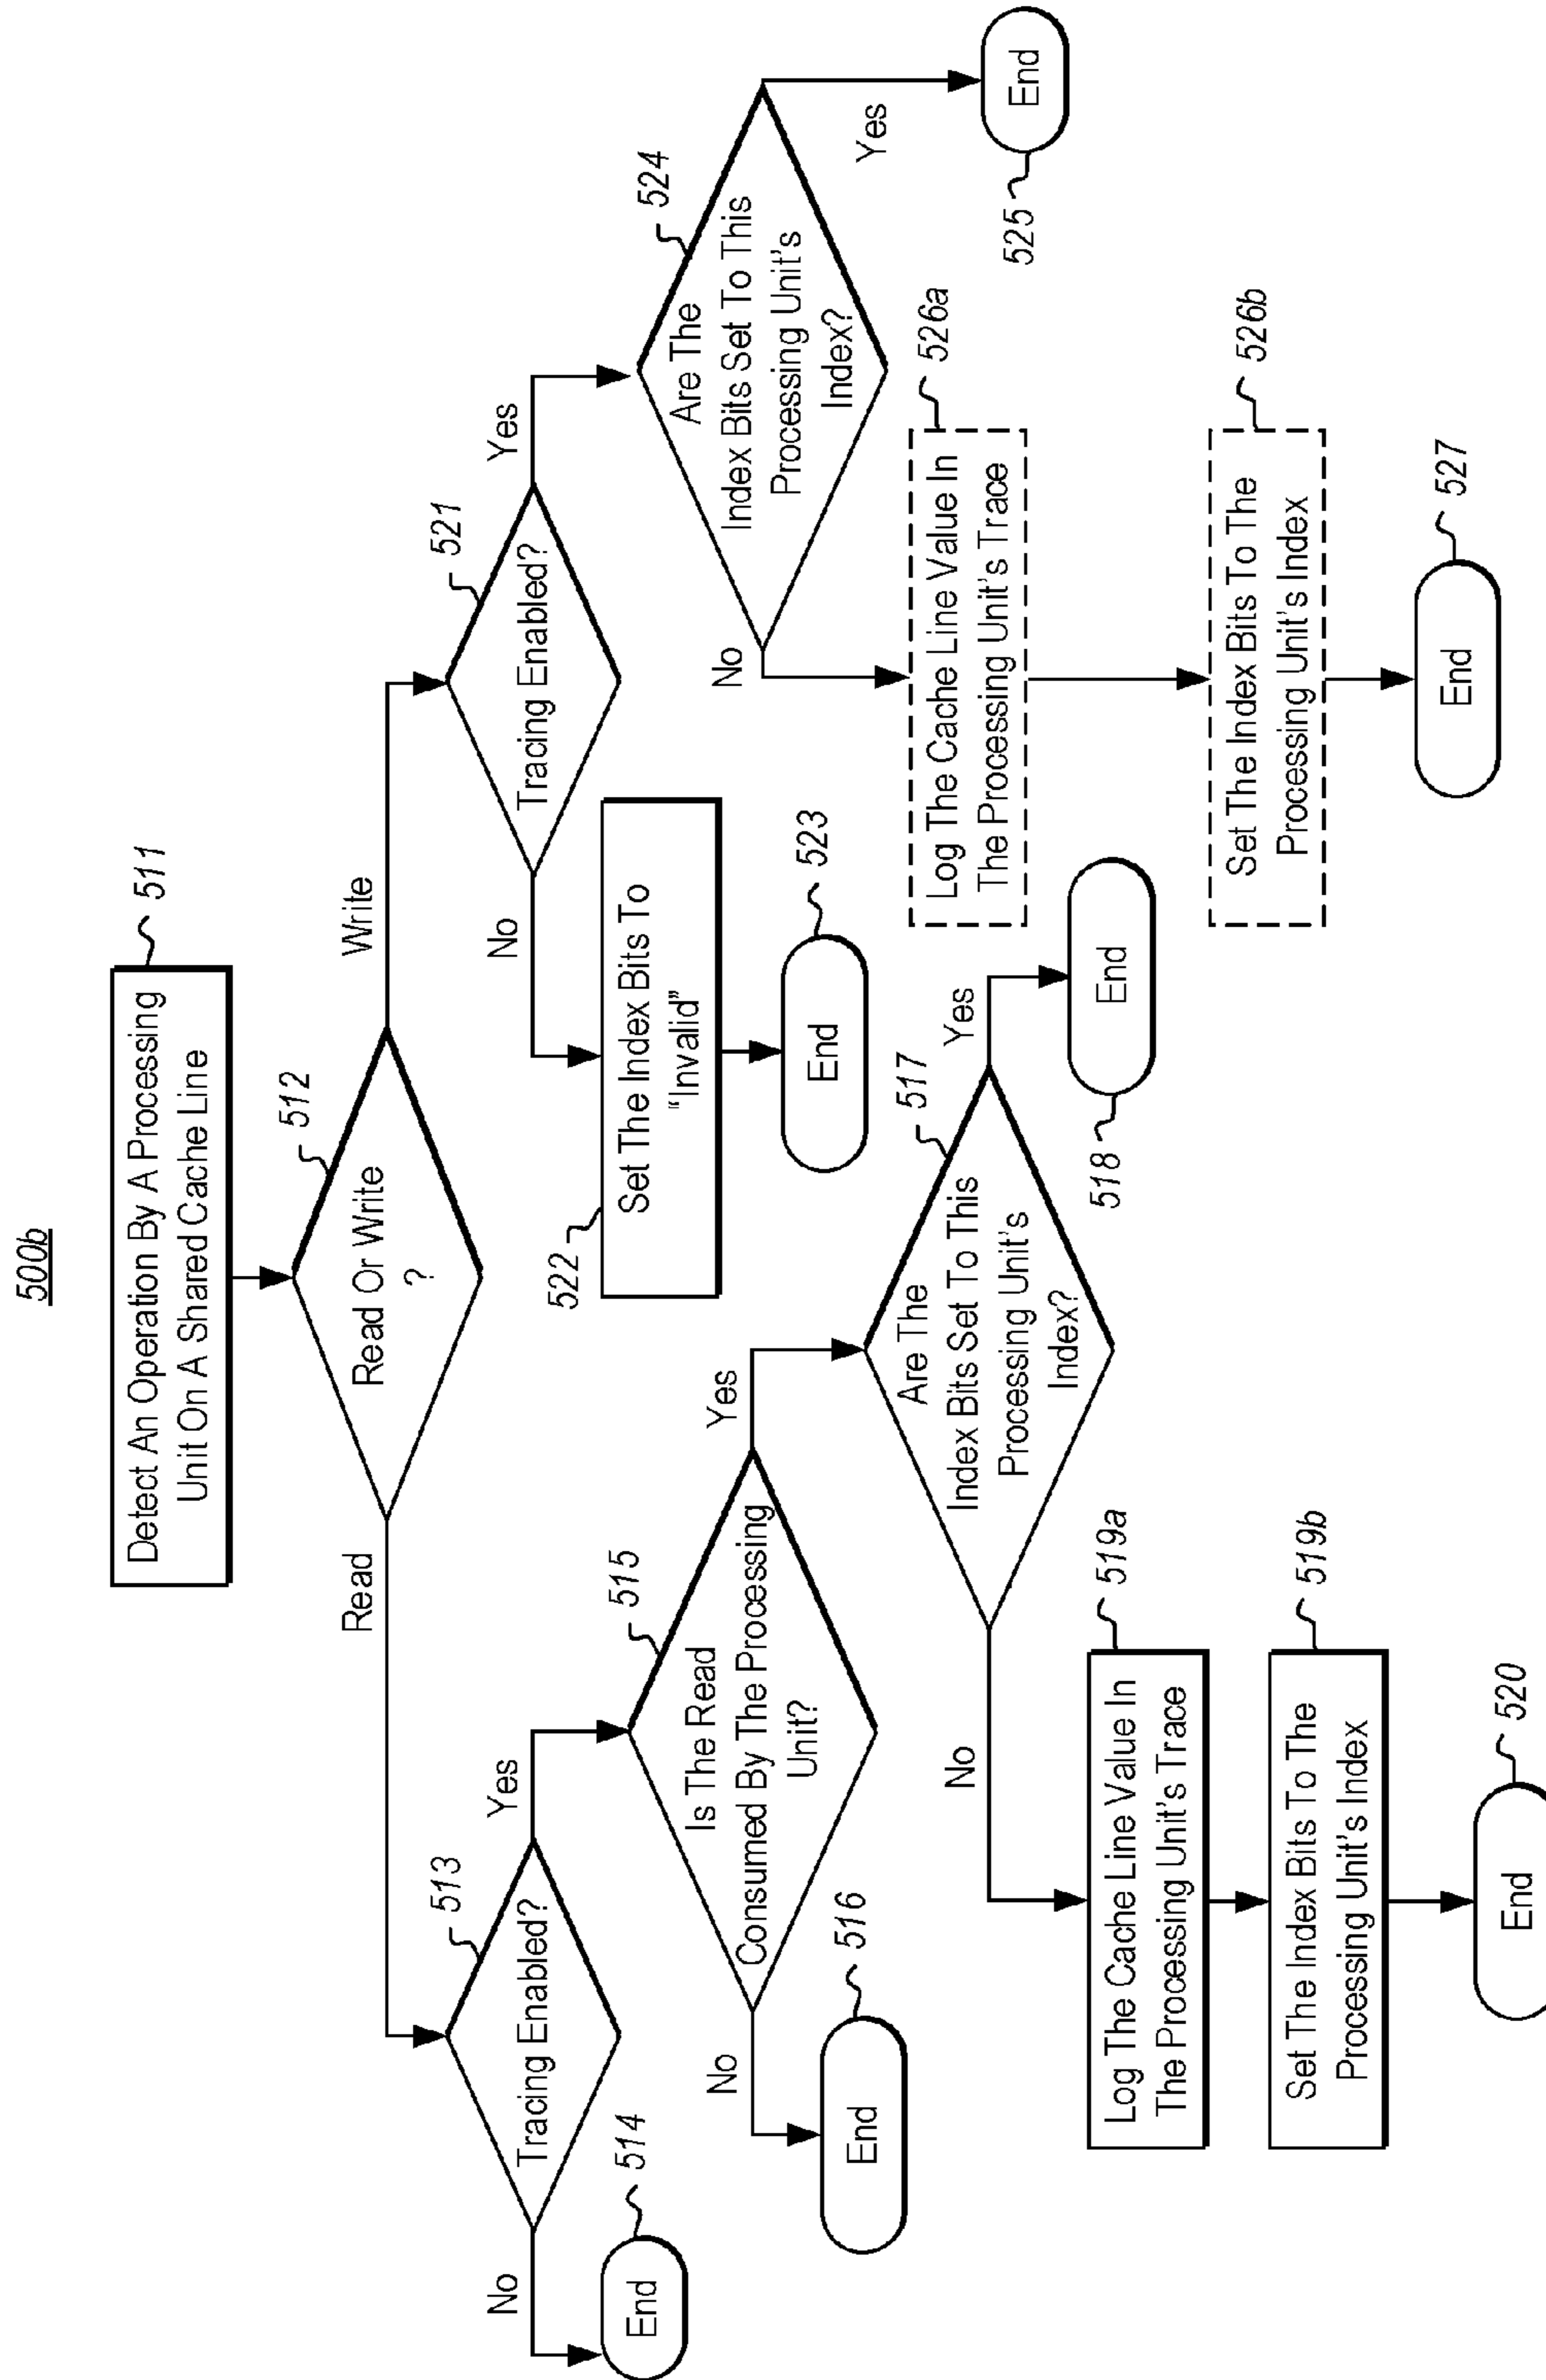 500b
Detect An Operation By A Processing
Unit On A Shared Cache Line
511
Read Or Write
?
512
Read
Write
Tracing Enabled?
513
No
Yes
End
514
Is The Read
Consumed By The Processing
Unit?
515
No
Yes
End
516
Are The
Index Bits Set To This
Processing Unit's
Index?
517
No
Yes
End
518
Log The Cache Line Value In
The Processing Unit's Trace
519a
Set The Index Bits To The
Processing Unit's Index
519b
End
520
Tracing Enabled?
521
No
Yes
Set The Index Bits To
“Invalid”
522
End
523
Are The
Index Bits Set To This
Processing Unit's
Index?
524
No
Yes
End
525
Log The Cache Line Value In
The Processing Unit's Trace
526a
Set The Index Bits To The
Processing Unit's Index
526b
End
527